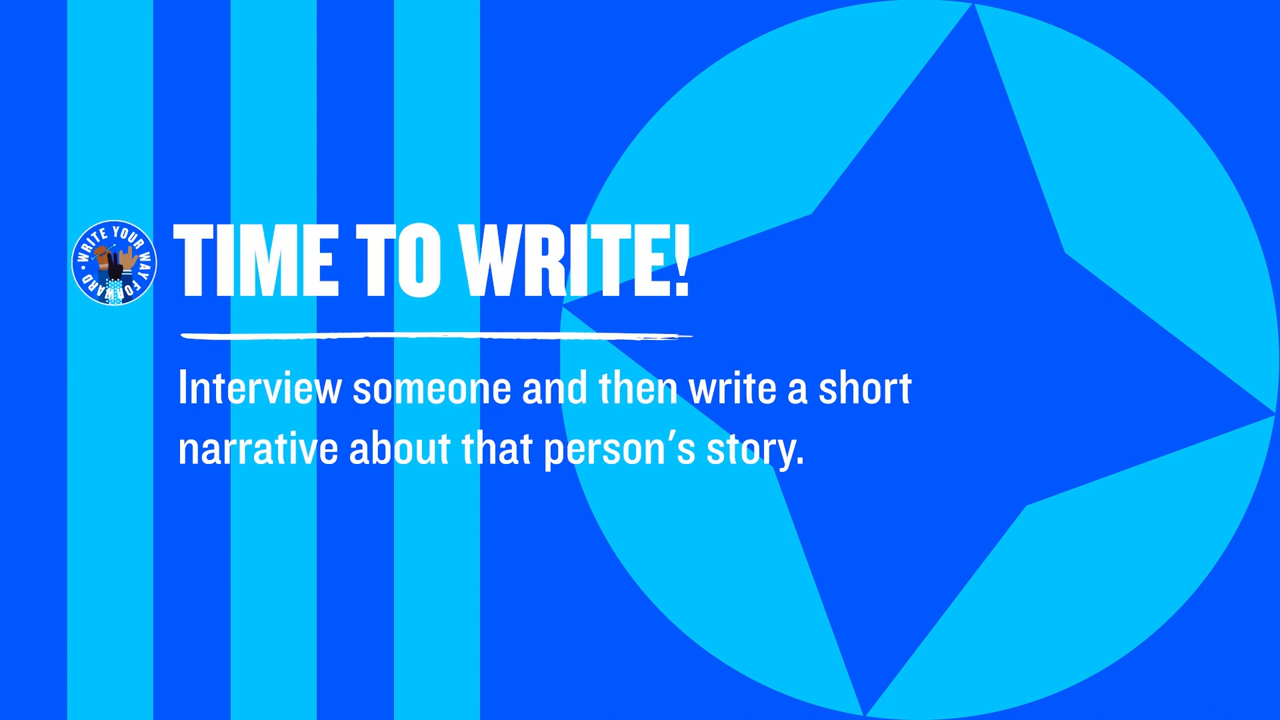 WRITE YOUR WAY FORWARD •
TIME TO WRITE!
Interview someone and then write a short
narrative about that person's story.